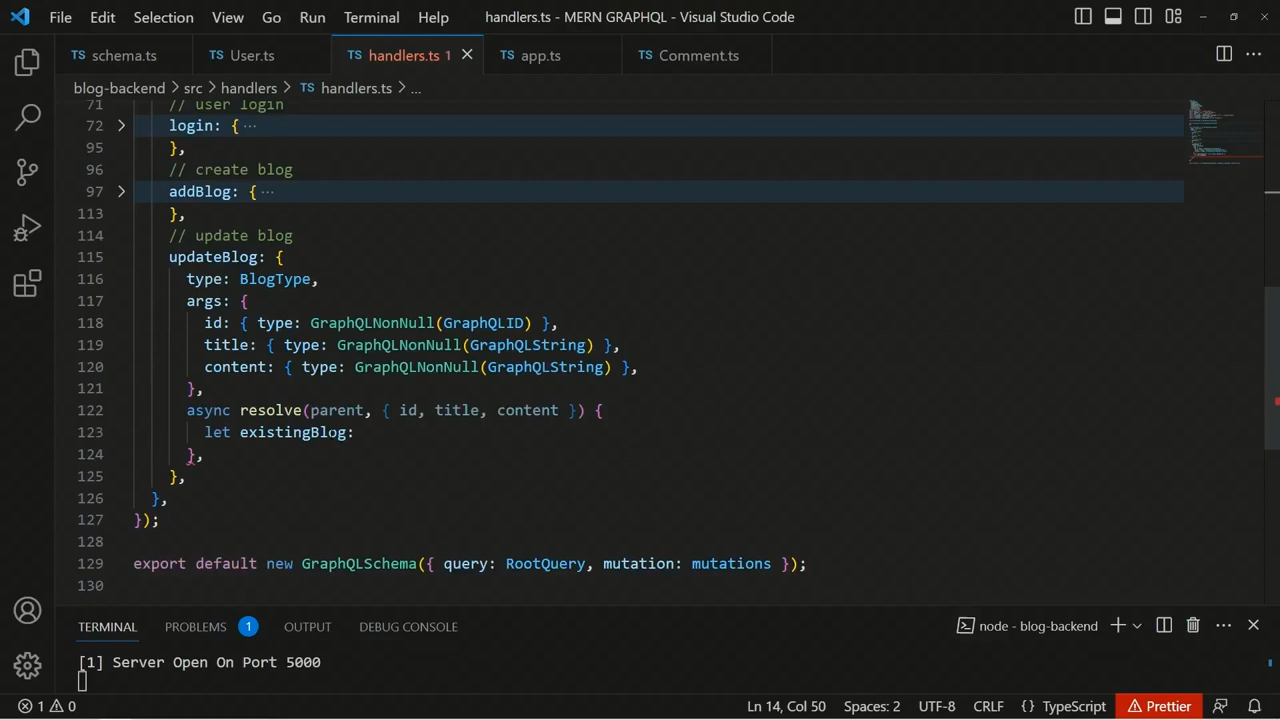 File Edit Selection View Go Run Terminal Help handlers.ts - MERN GRAPHQL - Visual Studio Code
TS schema.ts TS User.ts TS handlers.ts 1 TS app.ts TS Comment.ts
blog-backend > src > handlers > TS handlers.ts > ...
71 // user login
72 login: { ...
95 },
96 // create blog
97 addBlog: { ...
113 },
114 // update blog
115 updateBlog: {
116 type: BlogType,
117 args: {
118 id: { type: GraphQLNonNull(GraphQLID) },
119 title: { type: GraphQLNonNull(GraphQLString) },
120 content: { type: GraphQLNonNull(GraphQLString) },
121 },
122 async resolve(parent, { id, title, content }) {
123 let existingBlog:
124 },
125 },
126 },
127 });
128
129 export default new GraphQLSchema({ query: RootQuery, mutation: mutations });
130
TERMINAL PROBLEMS 1 OUTPUT DEBUG CONSOLE node - blog-backend
[1] Server Open On Port 5000
1 0 Ln 14, Col 50 Spaces: 2 UTF-8 CRLF {} TypeScript Prettier